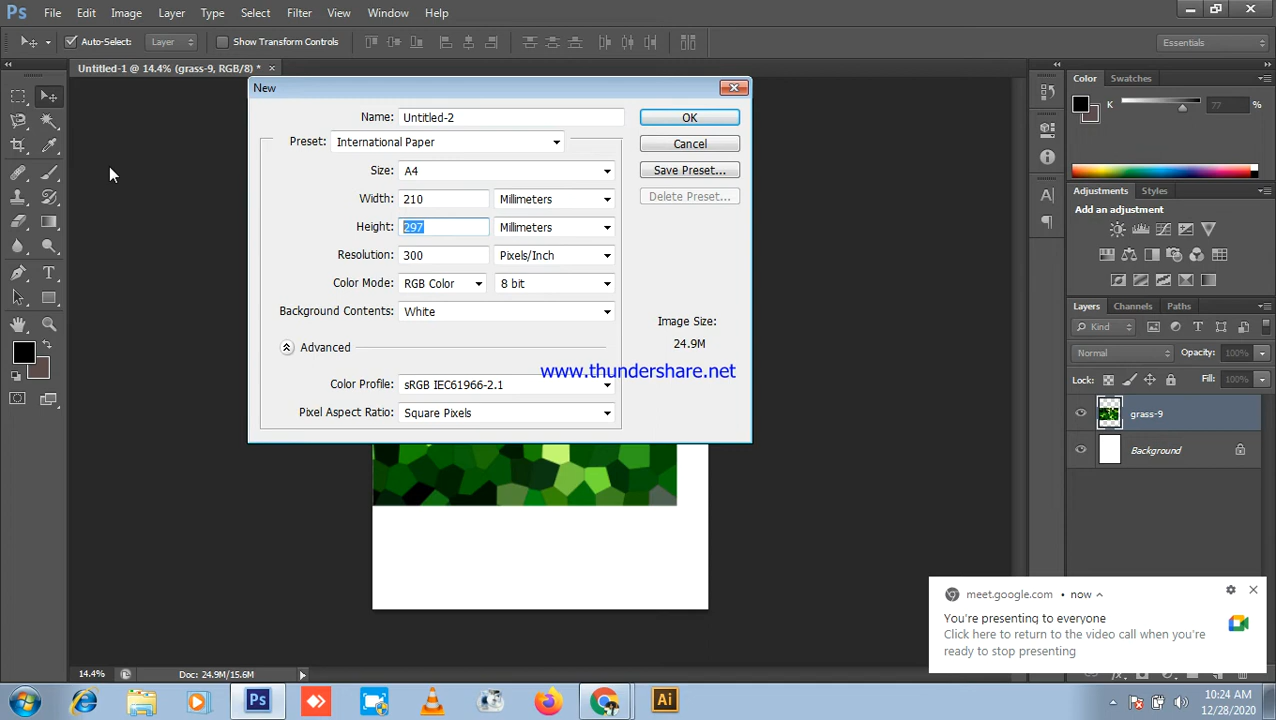 Ps File Edit Image Layer Type Select Filter View Window Help
Auto-Select: Layer Show Transform Controls Essentials
Untitled-1 @ 14.4% (grass-9, RGB/8) * ×
New
Name: Untitled-2 OK
Preset: International Paper Cancel
Size: A4 Save Preset...
Width: 210 Millimeters Delete Preset...
Height: 297 Millimeters
Resolution: 300 Pixels/Inch
Color Mode: RGB Color 8 bit
Background Contents: White
Image Size:
24.9M
Advanced
www.thundershare.net
Color Profile: sRGB IEC61966-2.1
Pixel Aspect Ratio: Square Pixels
Color Swatches
K 77 %
Adjustments Styles
Add an adjustment
Layers Channels Paths
Kind
Normal Opacity: 100%
Lock: Fill: 100%
grass-9
Background
meet.google.com • now
You're presenting to everyone
Click here to return to the video call when you're
ready to stop presenting
14.4% Doc: 24.9M/15.6M
Ps Ai
10:24 AM
12/28/2020